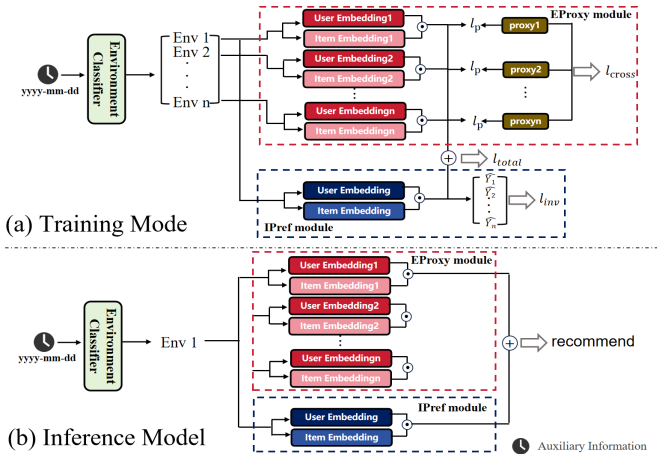 Env 1
Env 2
.
.
.
Env n
yyyy-mm-dd
Environment
Classifier
User Embedding1
Item Embedding1
User Embedding2
Item Embedding2
⋮
User Embeddingn
Item Embeddingn
EProxy module
l_p
proxy1
l_p
proxy2
⋮
l_p
proxyn
l_cross
+
l_total
User Embedding
Item Embedding
IPref module
Ŷ_1
Ŷ_2
.
.
Ŷ_n
l_inv
(a) Training Mode
EProxy module
User Embedding1
Item Embedding1
User Embedding2
Item Embedding2
⋮
User Embeddingn
Item Embeddingn
yyyy-mm-dd
Environment
Classifier
Env 1
+
recommend
IPref module
User Embedding
Item Embedding
(b) Inference Model
Auxiliary Information